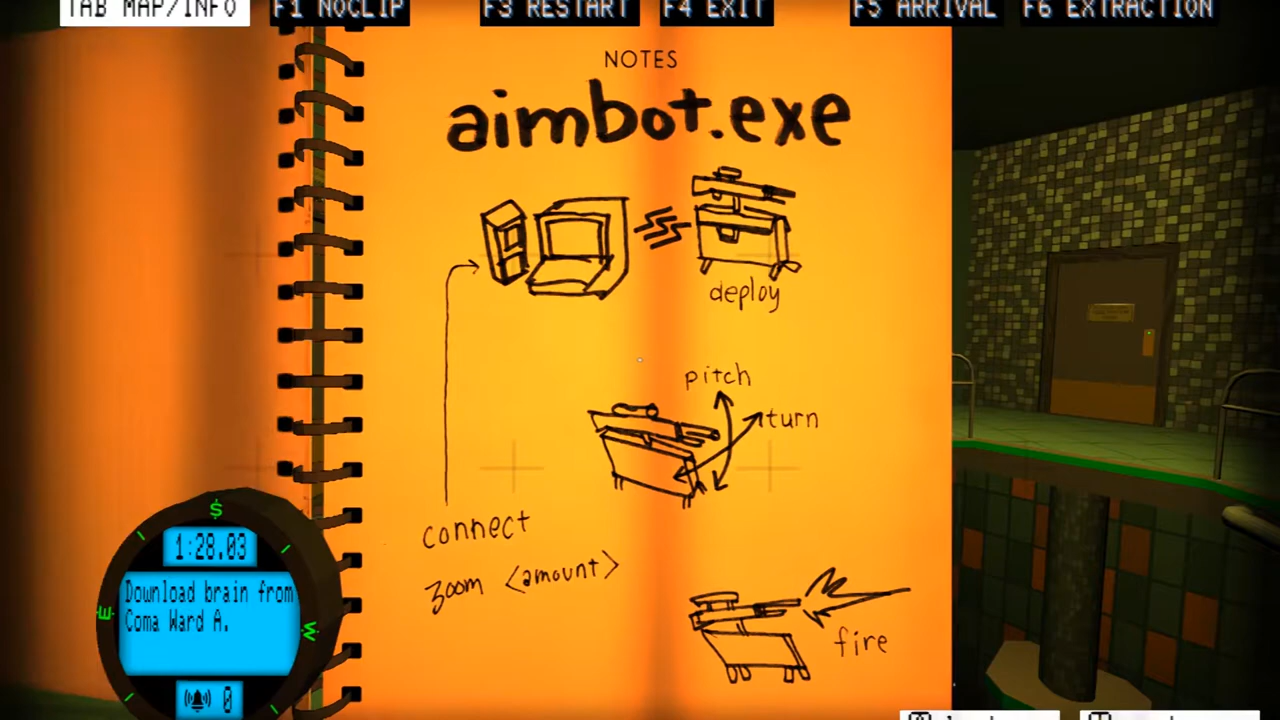 TAB MAP/INFO F1 NOCLIP F3 RESTART F4 EXIT F5 ARRIVAL F6 EXTRACTION
NOTES
aimbot.exe
deploy
pitch
turn
connect
zoom <amount>
fire
$
E
W
1:28.03
Download brain from
Coma Ward A.
0